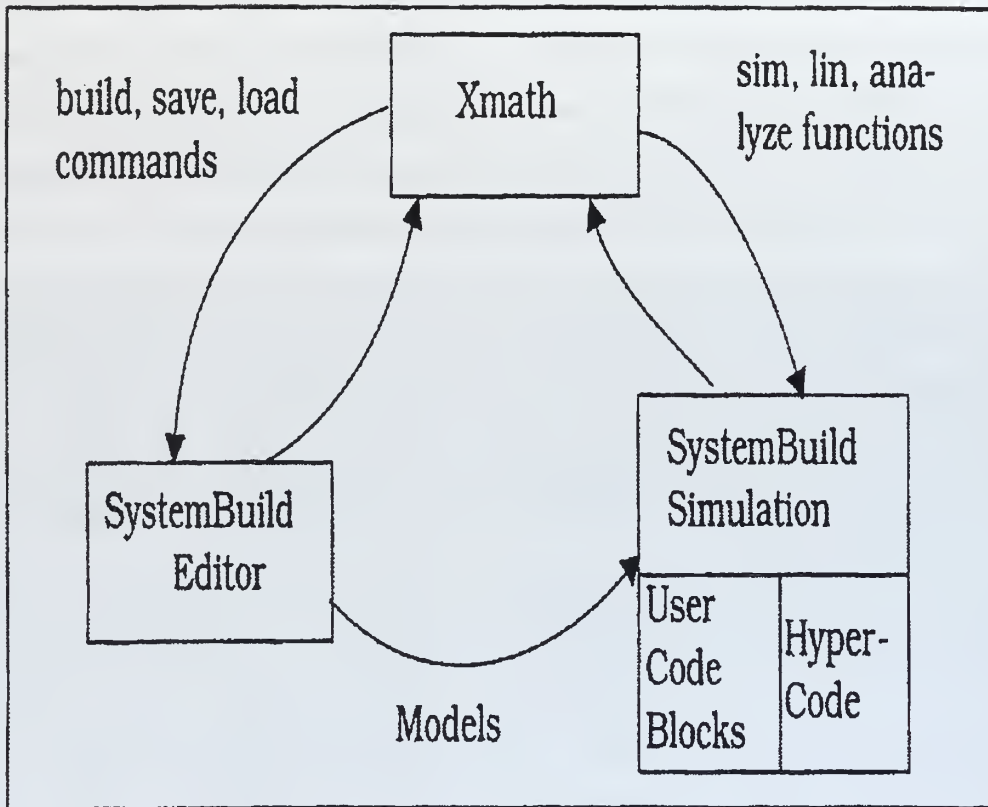 build, save, load
commands
Xmath
sim, lin, ana-
lyze functions
SystemBuild
Editor
SystemBuild
Simulation
User
Code
Blocks
Hyper-
Code
Models